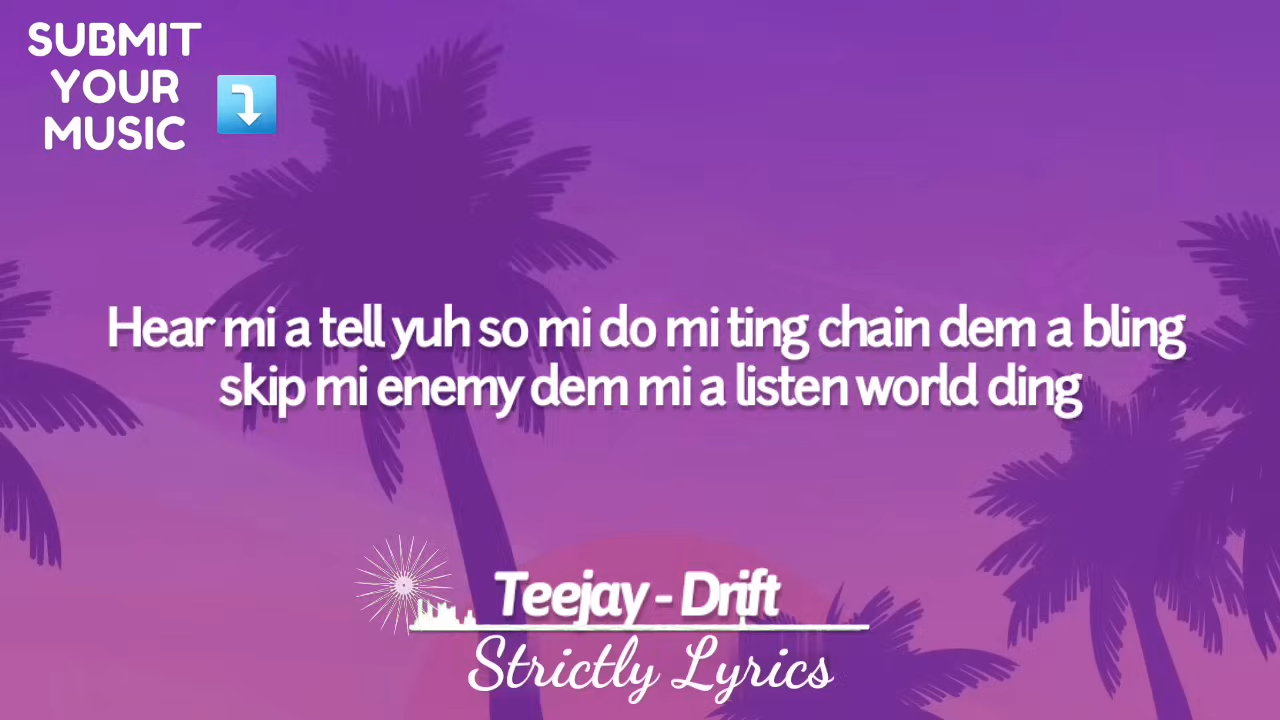 SUBMIT
YOUR
MUSIC
Hear mi a tell yuh so mi do mi ting chain dem a bling
skip mi enemy dem mi a listen world ding
Teejay - Drift
Strictly Lyrics